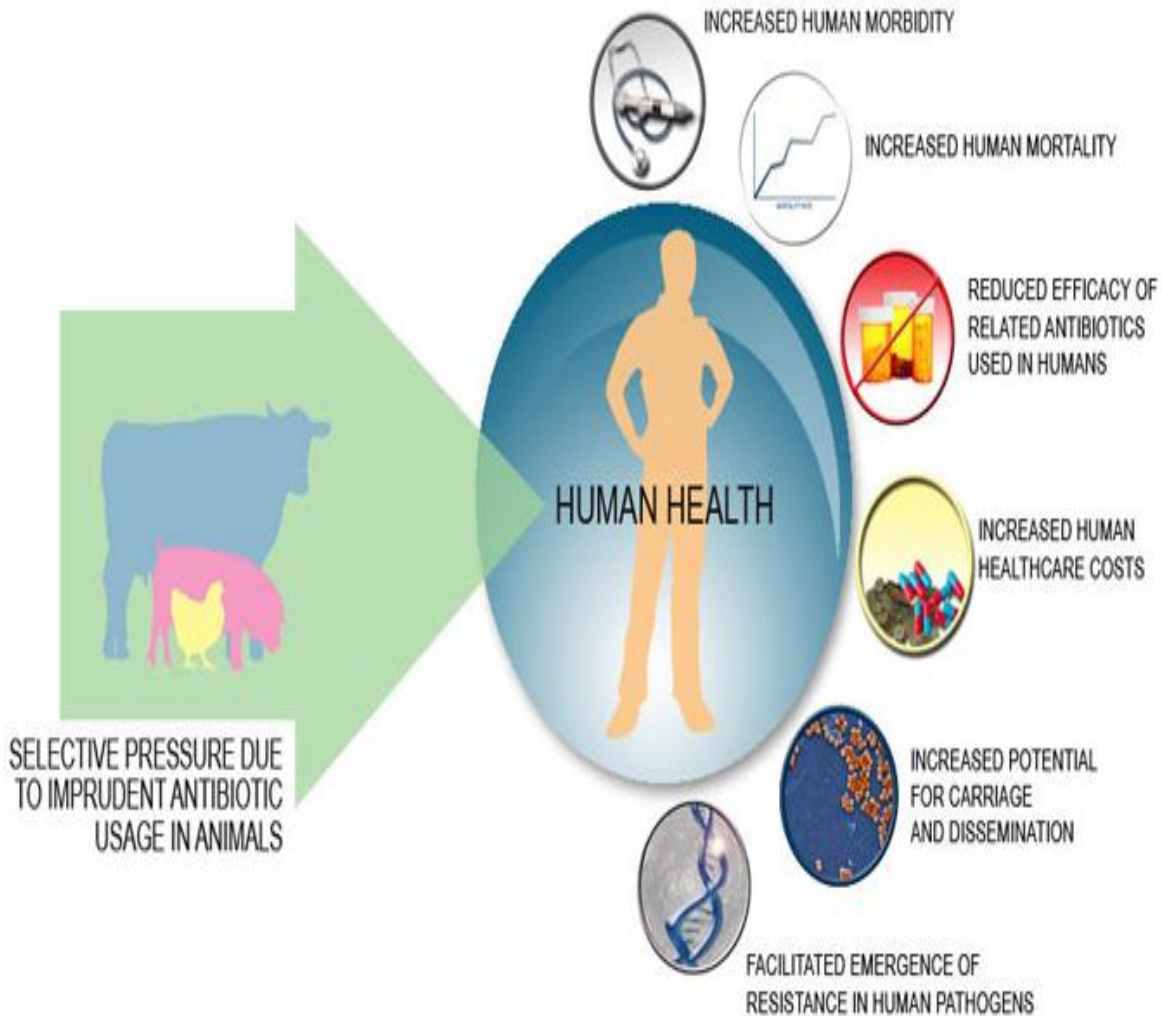 INCREASED HUMAN MORBIDITY
INCREASED HUMAN MORTALITY
REDUCED EFFICACY OF
RELATED ANTIBIOTICS
USED IN HUMANS
HUMAN HEALTH
INCREASED HUMAN
HEALTHCARE COSTS
SELECTIVE PRESSURE DUE
TO IMPRUDENT ANTIBIOTIC
USAGE IN ANIMALS
INCREASED POTENTIAL
FOR CARRIAGE
AND DISSEMINATION
FACILITATED EMERGENCE OF
RESISTANCE IN HUMAN PATHOGENS